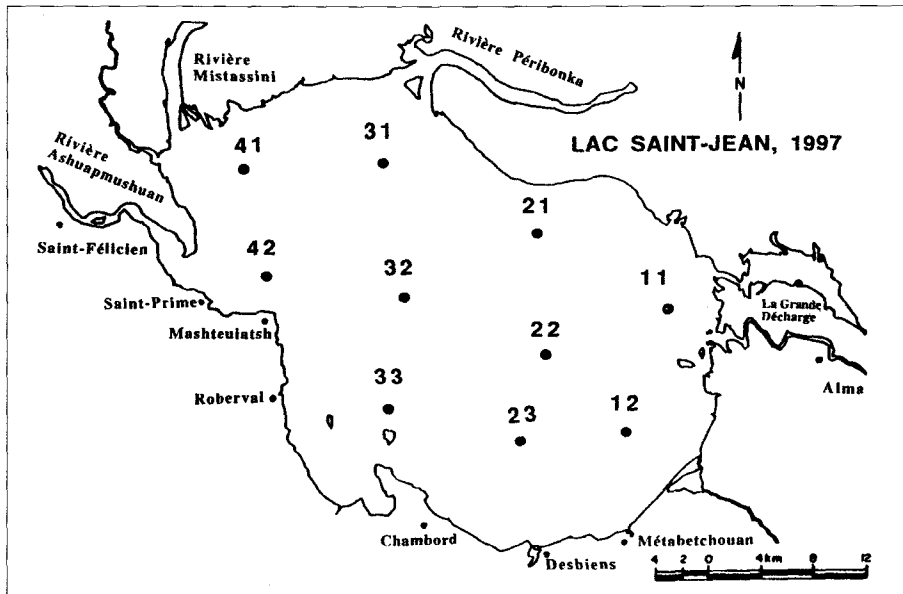 Rivière
Mistassini
Rivière Péribonka
N
LAC SAINT-JEAN, 1997
Rivière
Ashuapmushuan
41
31
21
Saint-Félicien
42
32
11
Saint-Prime
La Grande
Décharge
Mashteuiatsh
22
Alma
33
Roberval
23
12
Chambord
Métabetchouan
Desbiens
4 2 0 4km 8 12